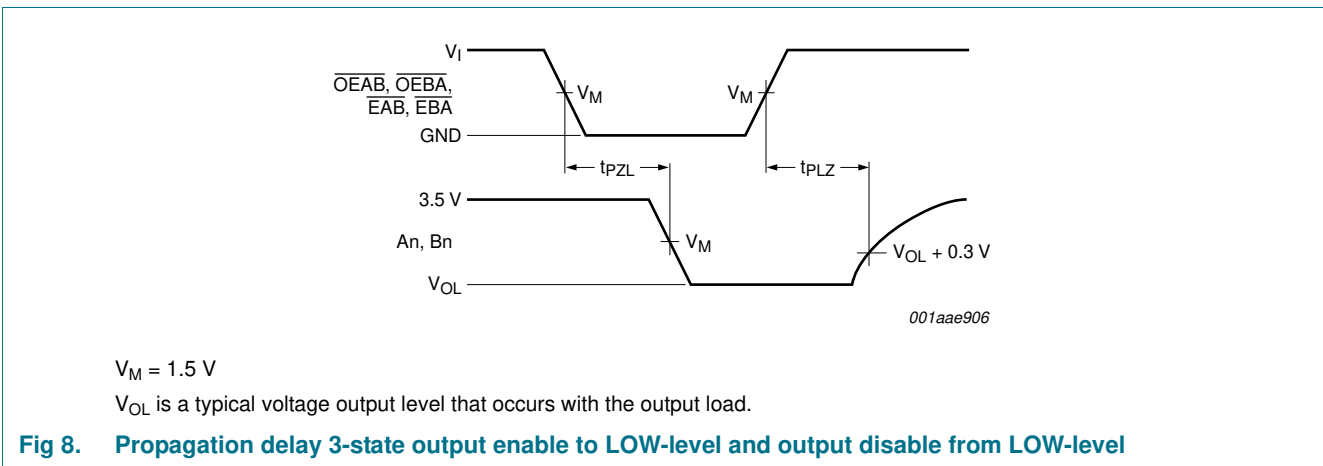 VI
OEAB, OEBA,
EAB, EBA
VM
VM
GND
tPZL
tPLZ
3.5 V
An, Bn
VM
VOL + 0.3 V
VOL
001aae906
VM = 1.5 V
VOL is a typical voltage output level that occurs with the output load.
Fig 8. Propagation delay 3-state output enable to LOW-level and output disable from LOW-level